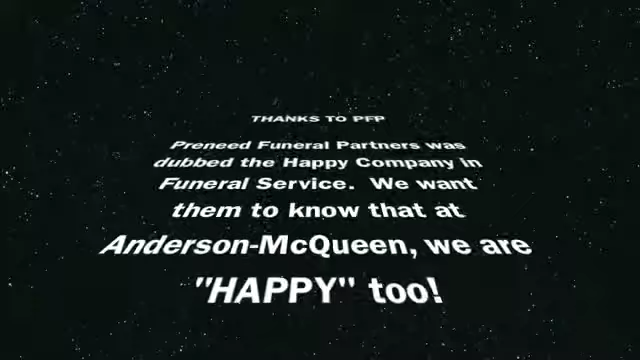 THANKS TO PFP
Preneed Funeral Partners was
dubbed the Happy Company in
Funeral Service. We want
them to know that at
Anderson-McQueen, we are
"HAPPY" too!